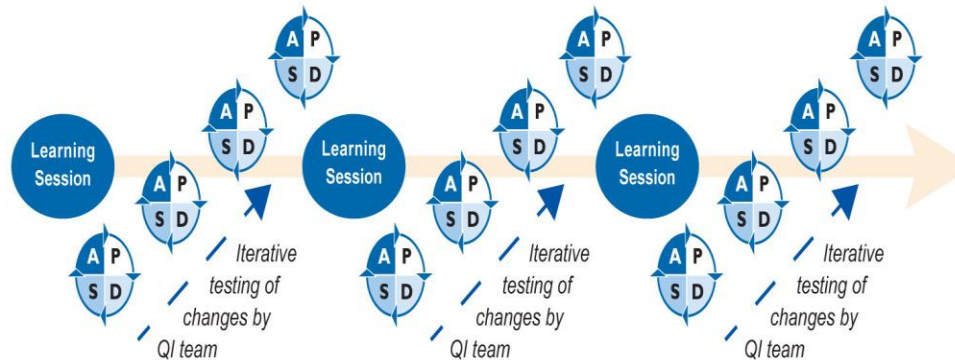 A P
S D
A P
S D
A P
S D
A P
S D
Learning
Session
Iterative
testing of
changes by
QI team
A P
S D
A P
S D
A P
S D
A P
S D
Learning
Session
Iterative
testing of
changes by
QI team
A P
S D
A P
S D
A P
S D
A P
S D
Learning
Session
Iterative
testing of
changes by
QI team